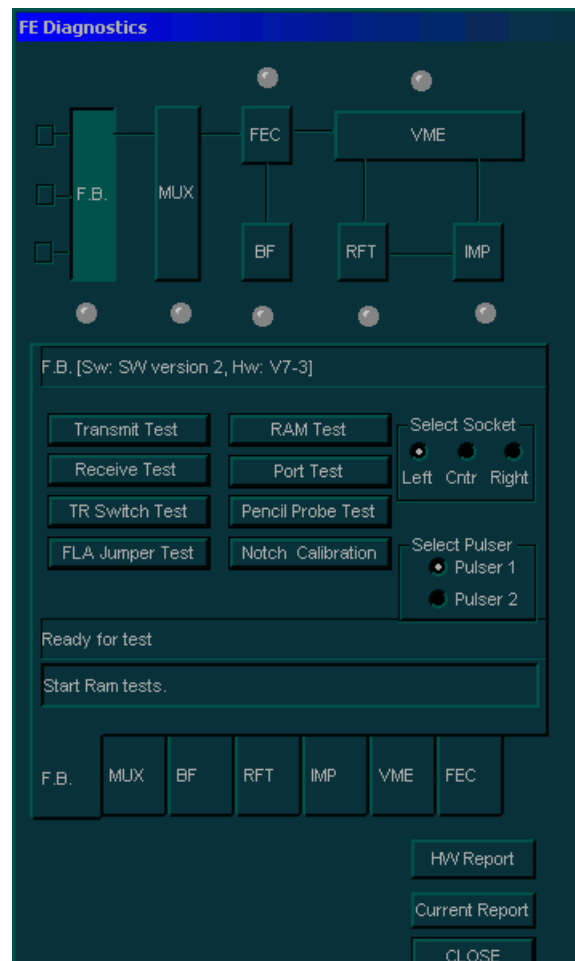 FE Diagnostics
FEC
VME
F.B.
MUX
BF
RFT
IMP
F.B. [Sw: SW version 2, Hw: V7-3]
Transmit Test
RAM Test
Select Socket
Receive Test
Port Test
Left Cntr Right
TR Switch Test
Pencil Probe Test
FLA Jumper Test
Notch Calibration
Select Pulser
Pulser 1
Pulser 2
Ready for test
Start Ram tests.
F.B. MUX BF RFT IMP VME FEC
HW Report
Current Report
CLOSE